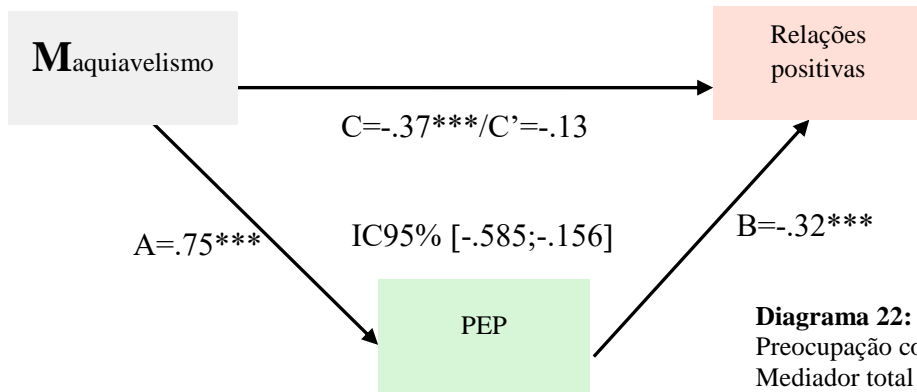 Maquiavelismo
Relações
positivas
C=-.37***/C’=-.13
A=.75***
IC95% [-.585;-.156]
B=-.32***
PEP
Diagrama 22:
Preocupação co
Mediador total